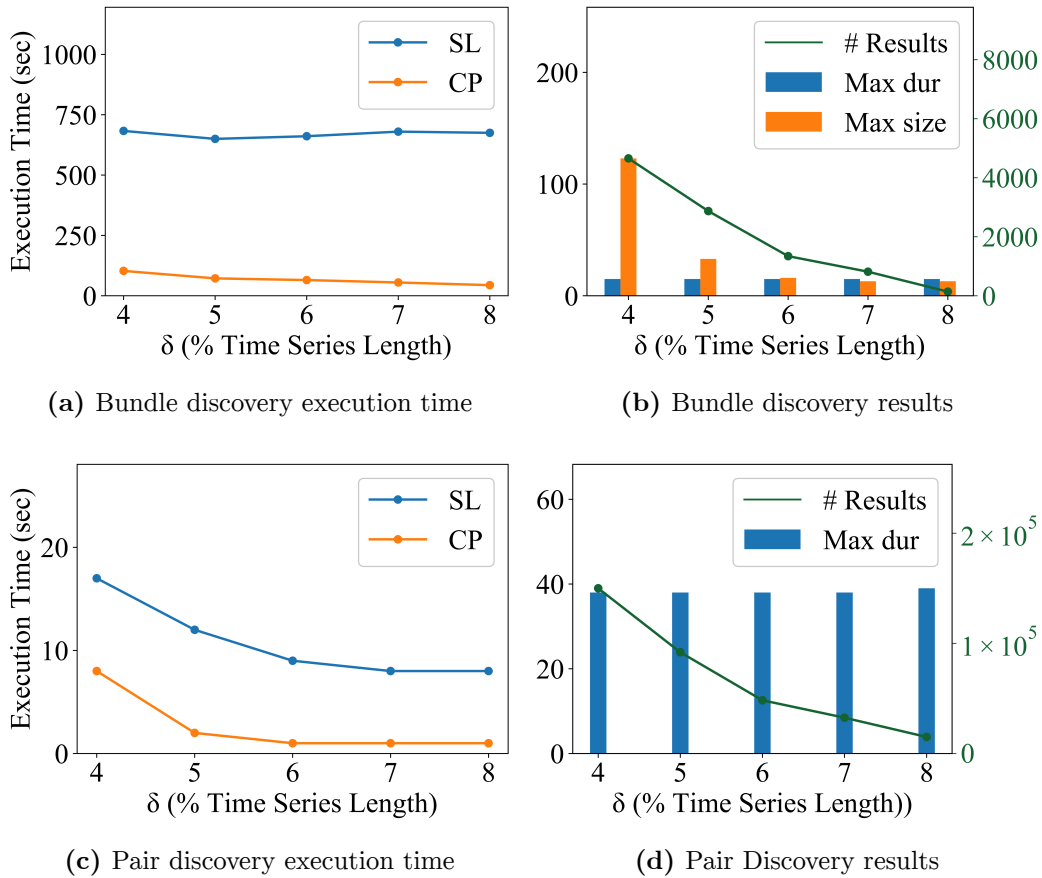 1000
750
500
250
0
Execution Time (sec)
SL
CP
4 5 6 7 8
δ (% Time Series Length)
(a) Bundle discovery execution time
200
100
0
# Results
Max dur
Max size
8000
6000
4000
2000
0
4 5 6 7 8
δ (% Time Series Length)
(b) Bundle discovery results
20
10
0
Execution Time (sec)
SL
CP
4 5 6 7 8
δ (% Time Series Length)
(c) Pair discovery execution time
60
40
20
0
# Results
Max dur
2 × 10⁵
1 × 10⁵
0
4 5 6 7 8
δ (% Time Series Length))
(d) Pair Discovery results